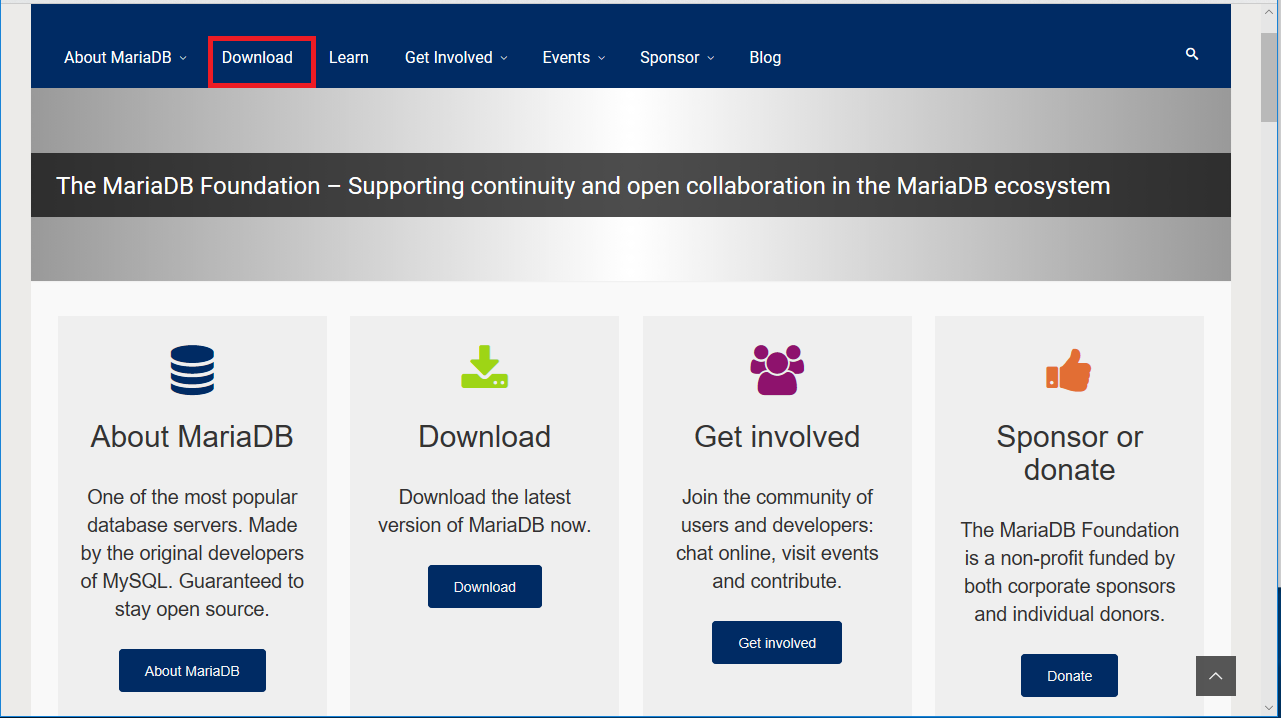 About MariaDB Download Learn Get Involved Events Sponsor Blog
The MariaDB Foundation – Supporting continuity and open collaboration in the MariaDB ecosystem
About MariaDB
One of the most popular
database servers. Made
by the original developers
of MySQL. Guaranteed to
stay open source.
About MariaDB
Download
Download the latest
version of MariaDB now.
Download
Get involved
Join the community of
users and developers:
chat online, visit events
and contribute.
Get involved
Sponsor or
donate
The MariaDB Foundation
is a non-profit funded by
both corporate sponsors
and individual donors.
Donate